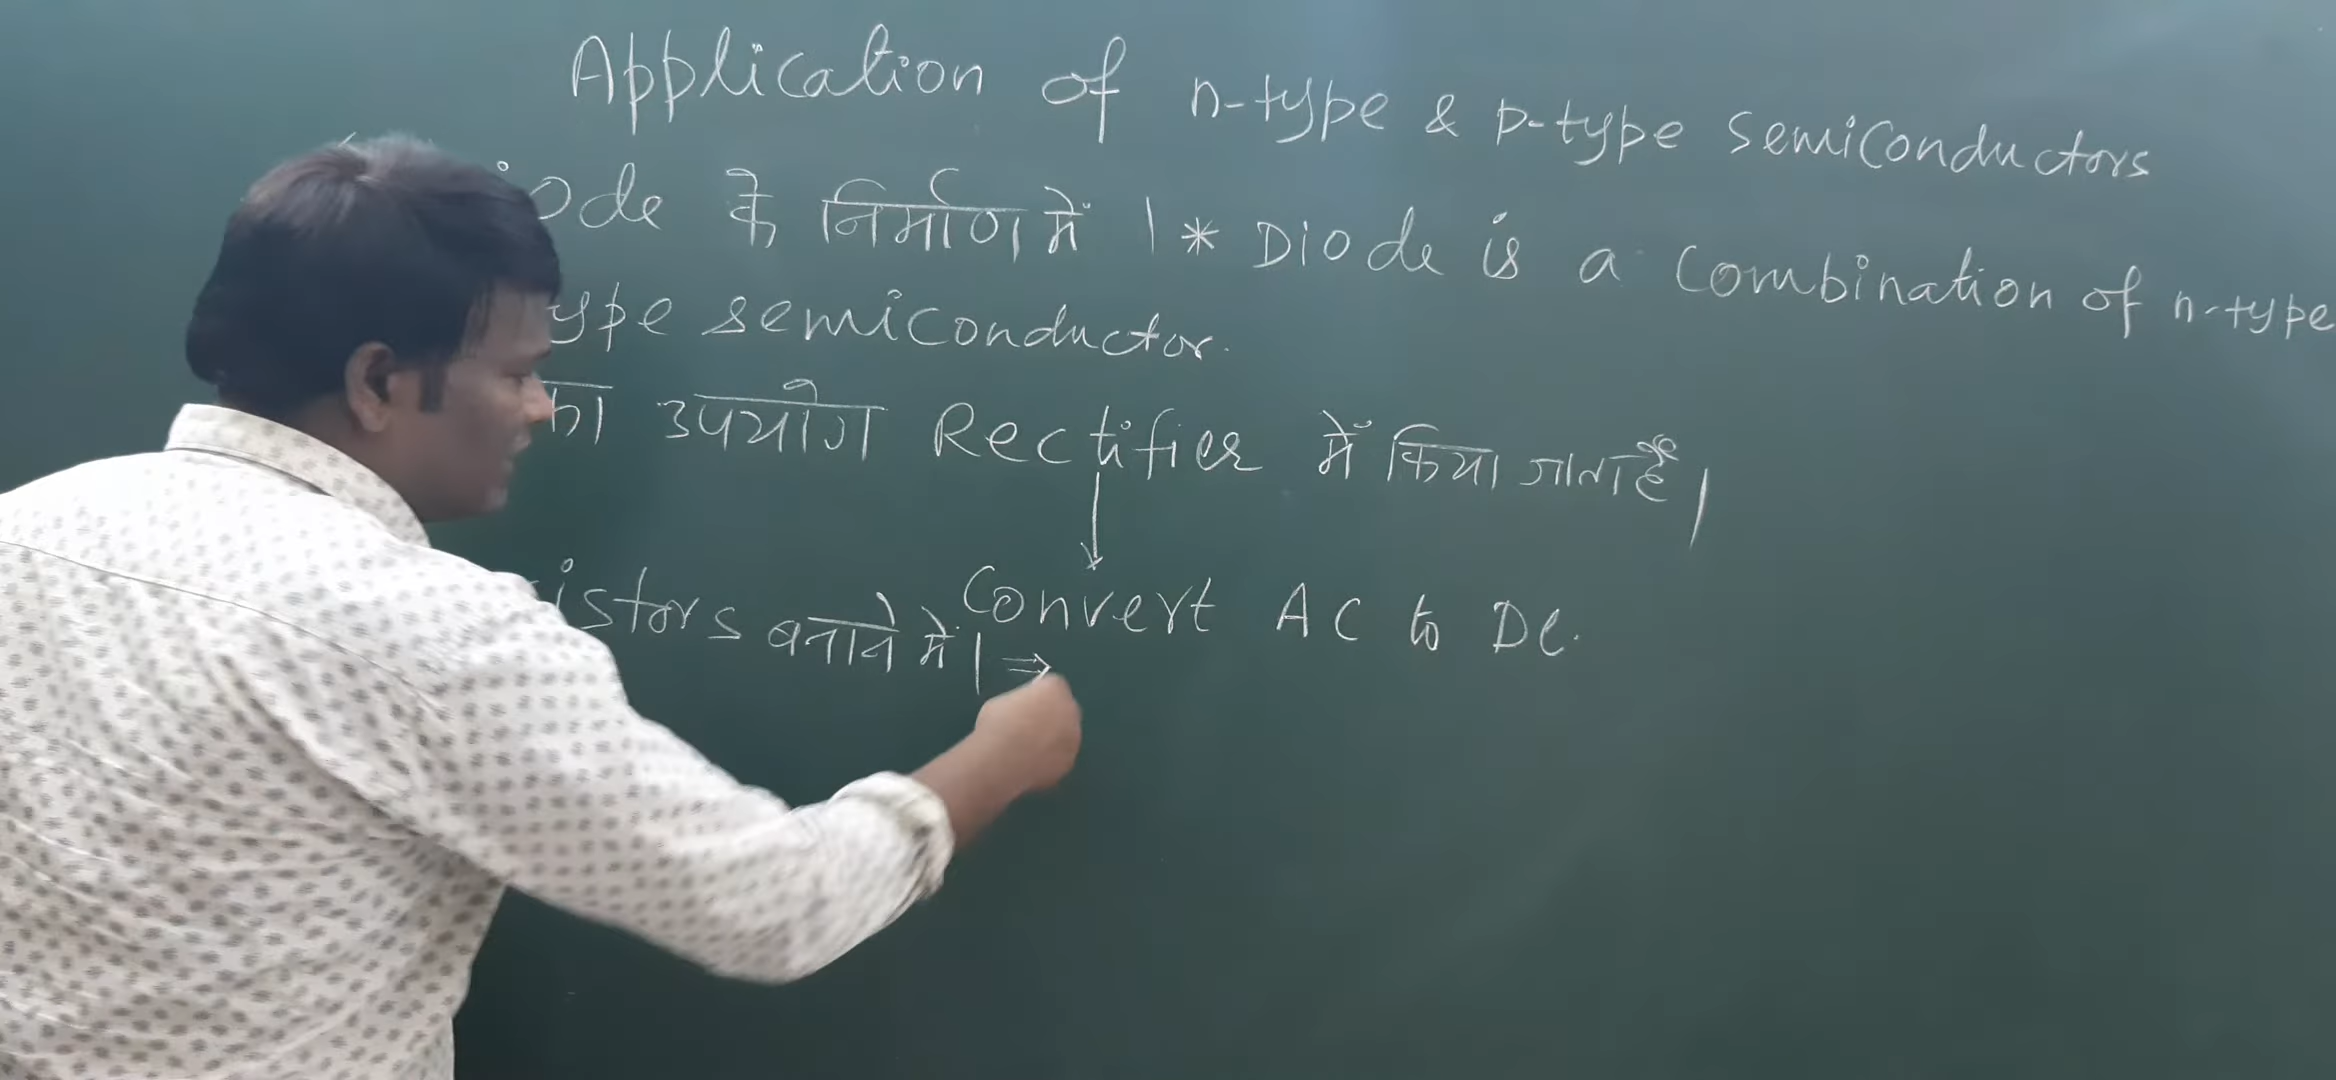 Application of n-type & p-type Semiconductors
iode के निर्माण में । * Diode is a Combination of n-type
ype semiconductor.
का उपयोग Rectifier में किया जाता है।
Convert AC to DC.
istors बनाने में। ⇒